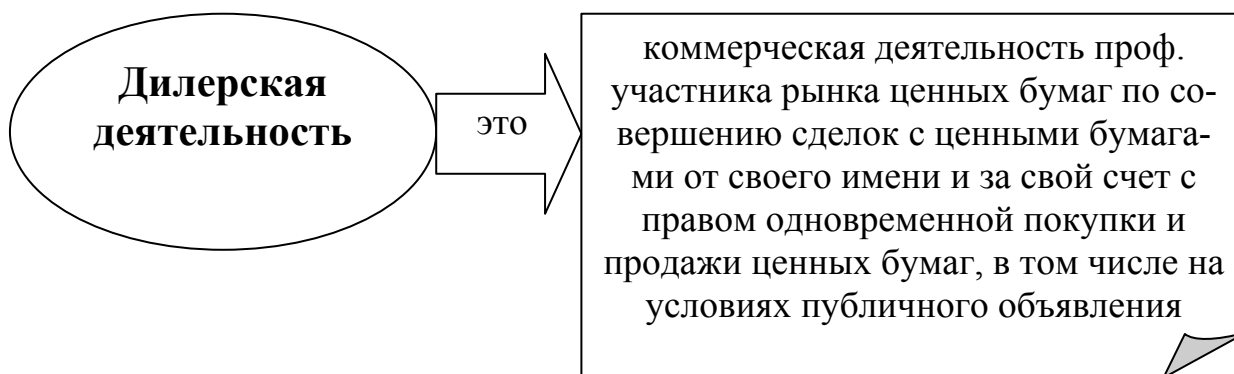 Дилерская
деятельность
это
коммерческая деятельность проф.
участника рынка ценных бумаг по со-
вершению сделок с ценными бумага-
ми от своего имени и за свой счет с
правом одновременной покупки и
продажи ценных бумаг, в том числе на
условиях публичного объявления